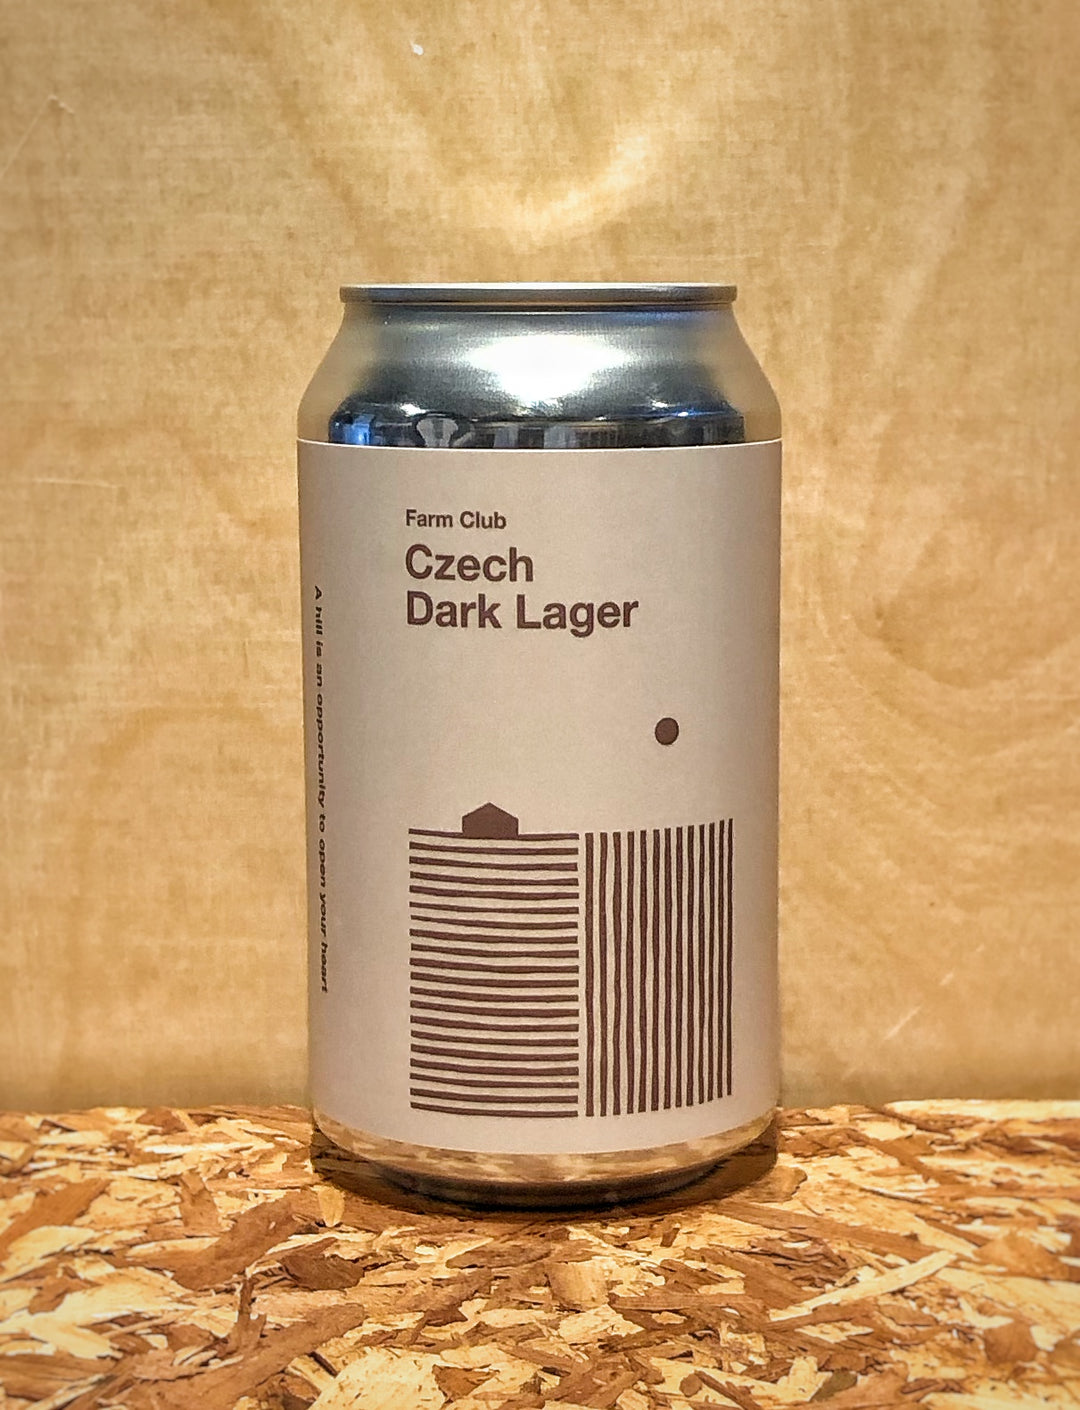 Farm Club
Czech
Dark Lager
A hill is an opportunity to open your heart